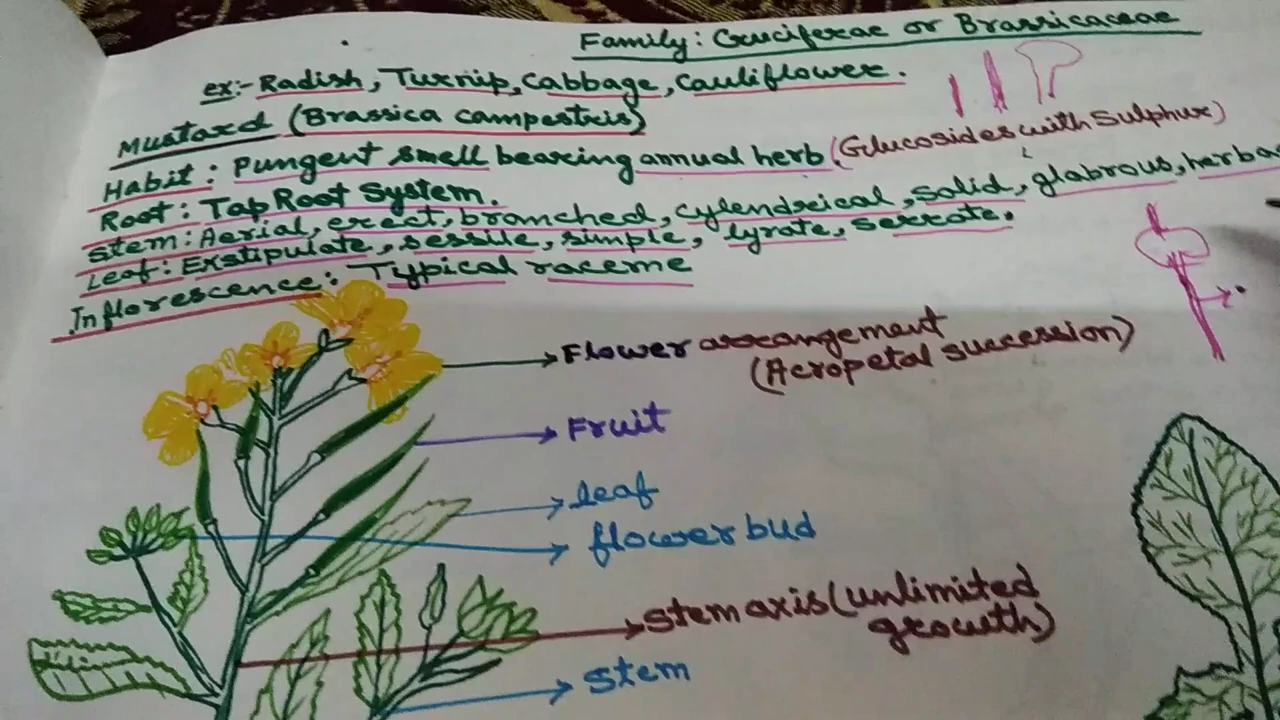 Family: Cruciferae or Brassicaceae
ex:- Radish, Turnip, Cabbage, Cauliflower.
Mustard (Brassica campestris)
Habit: Pungent smell bearing annual herb (Glucosides with Sulphur)
Root: Tap Root System.
Stem: Aerial, erect, branched, cylendrical, solid, glabrous, herba
Leaf: Exstipulate, sessile, simple, lyrate, serrate.
Inflorescence: Typical raceme
Flower arrangement
(Acropetal succession)
Fruit
leaf
flower bud
stem axis (unlimited
growth)
stem